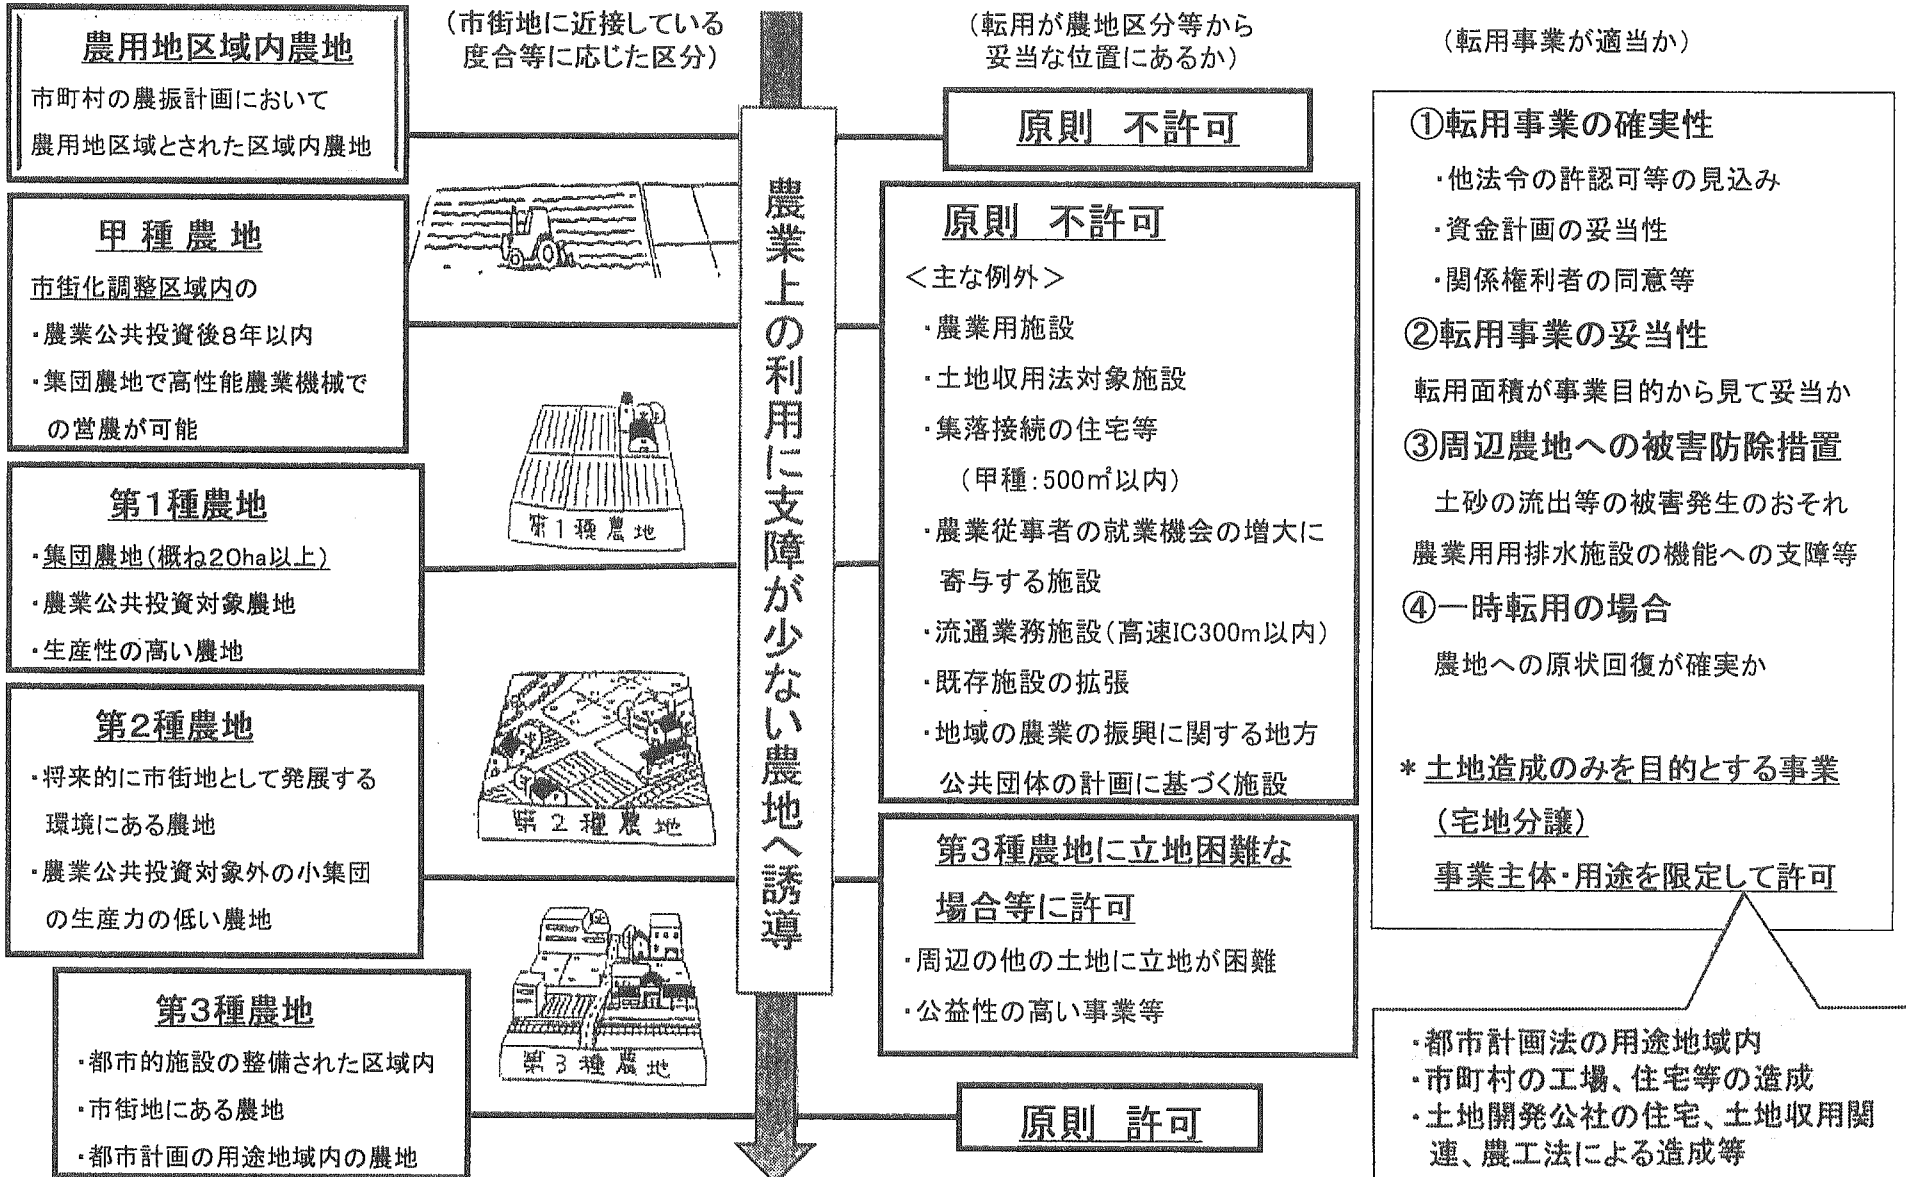 農用地区域内農地
市町村の農振計画において
農用地区域とされた区域内農地
甲種農地
市街化調整区域内の
・農業公共投資後8年以内
・集団農地で高性能農業機械で
の営農が可能
第1種農地
・集団農地(概ね20ha以上)
・農業公共投資対象農地
・生産性の高い農地
第2種農地
・将来的に市街地として発展する
環境にある農地
・農業公共投資対象外の小集団
の生産力の低い農地
第3種農地
・都市的施設の整備された区域内
・市街地にある農地
・都市計画の用途地域内の農地
(市街地に近接している
度合等に応じた区分)
第1種農地
第2種農地
第3種農地
農業上の利用に支障が少ない農地へ誘導
(転用が農地区分等から
妥当な位置にあるか)
原則 不許可
原則 不許可
<主な例外>
・農業用施設
・土地収用法対象施設
・集落接続の住宅等
(甲種:500㎡以内)
・農業従事者の就業機会の増大に
寄与する施設
・流通業務施設(高速IC300m以内)
・既存施設の拡張
・地域の農業の振興に関する地方
公共団体の計画に基づく施設
第3種農地に立地困難な
場合等に許可
・周辺の他の土地に立地が困難
・公益性の高い事業等
原則 許可
(転用事業が適当か)
①転用事業の確実性
・他法令の許認可等の見込み
・資金計画の妥当性
・関係権利者の同意等
②転用事業の妥当性
転用面積が事業目的から見て妥当か
③周辺農地への被害防除措置
土砂の流出等の被害発生のおそれ
農業用用排水施設の機能への支障等
④一時転用の場合
農地への原状回復が確実か
*土地造成のみを目的とする事業
(宅地分譲)
事業主体・用途を限定して許可
・都市計画法の用途地域内
・市町村の工場、住宅等の造成
・土地開発公社の住宅、土地収用関
連、農工法による造成等